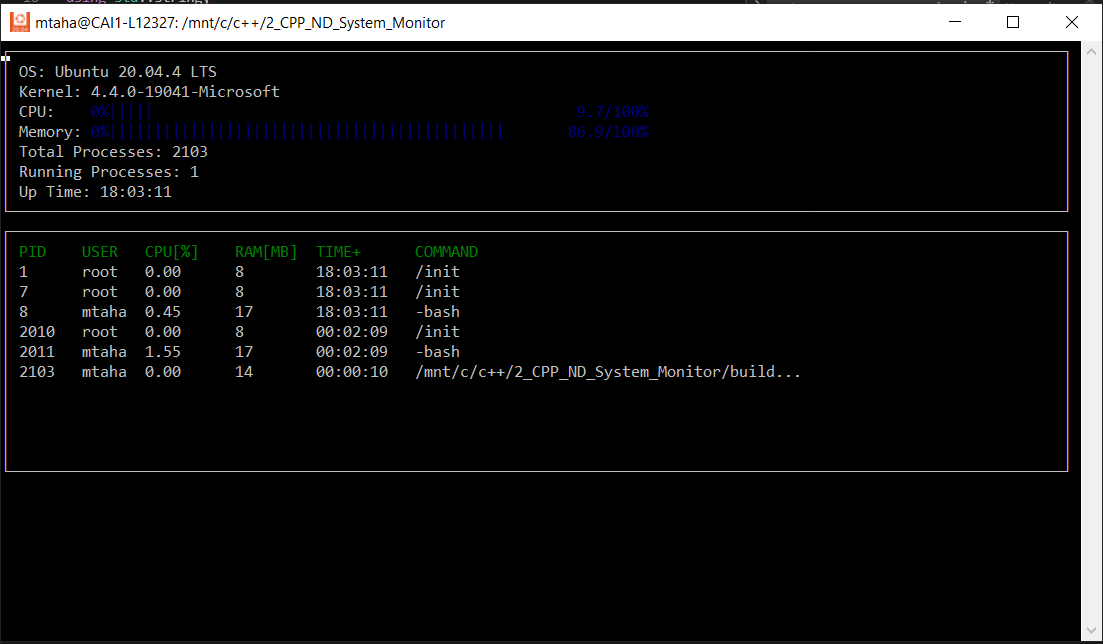 mtaha@CAI1-L12327: /mnt/c/c++/2_CPP_ND_System_Monitor
OS: Ubuntu 20.04.4 LTS
Kernel: 4.4.0-19041-Microsoft
CPU: 0%||||| 9.7/100%
Memory: 0%|||||||||||||||||||||||||||||||||||||||||||| 86.9/100%
Total Processes: 2103
Running Processes: 1
Up Time: 18:03:11
PID USER CPU[%] RAM[MB] TIME+ COMMAND
1 root 0.00 8 18:03:11 /init
7 root 0.00 8 18:03:11 /init
8 mtaha 0.45 17 18:03:11 -bash
2010 root 0.00 8 00:02:09 /init
2011 mtaha 1.55 17 00:02:09 -bash
2103 mtaha 0.00 14 00:00:10 /mnt/c/c++/2_CPP_ND_System_Monitor/build...